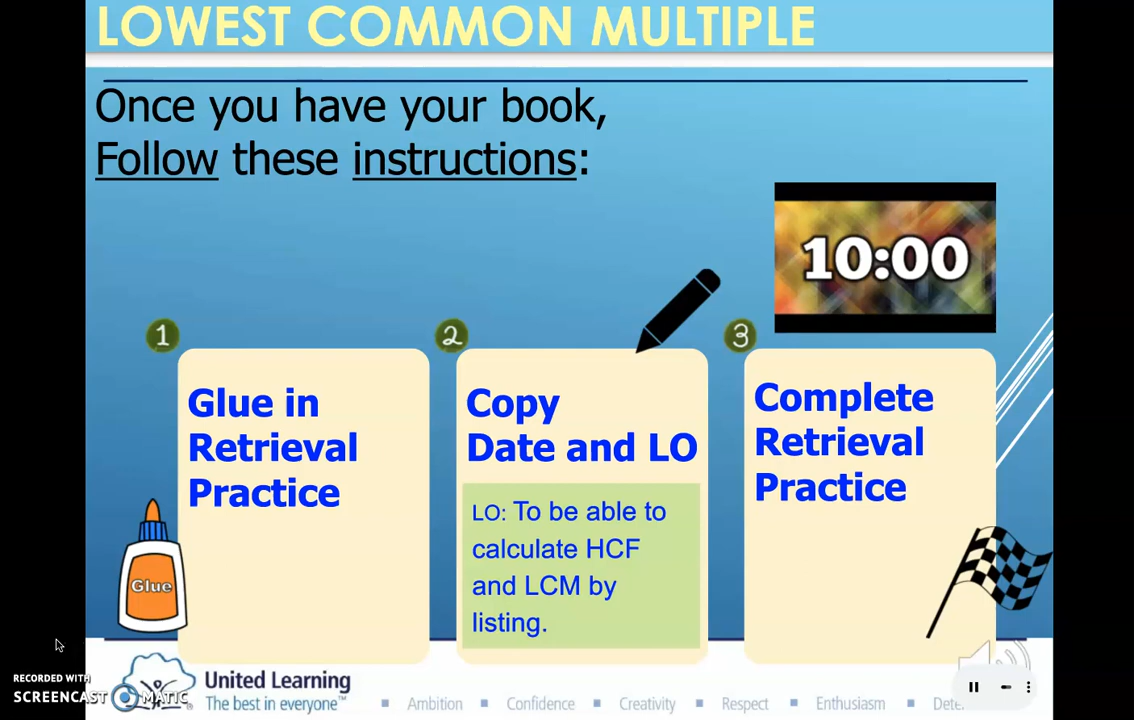 LOWEST COMMON MULTIPLE
Once you have your book,
Follow these instructions:
10:00
1
2
3
Glue in
Retrieval
Practice
Copy
Date and LO
LO: To be able to
calculate HCF
and LCM by
listing.
Complete
Retrieval
Practice
Glue
RECORDED WITH
SCREENCAST MATIC
United Learning
The best in everyone™
Ambition Confidence Creativity Respect Enthusiasm